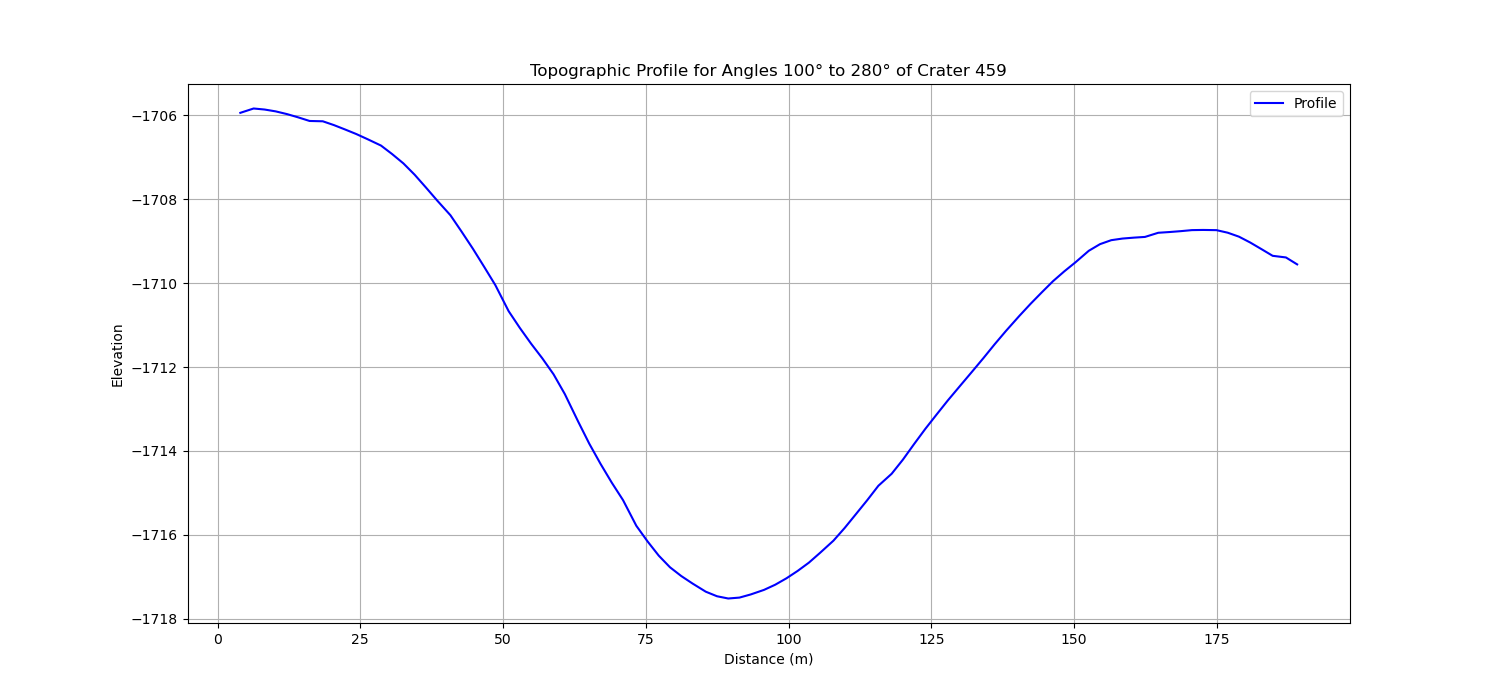 Topographic Profile for Angles 100° to 280° of Crater 459
Profile
−1706
−1708
−1710
−1712
−1714
−1716
−1718
Elevation
0 25 50 75 100 125 150 175
Distance (m)